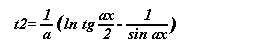 t2= 1/a (ln tg ax/2 - 1/sin ax)